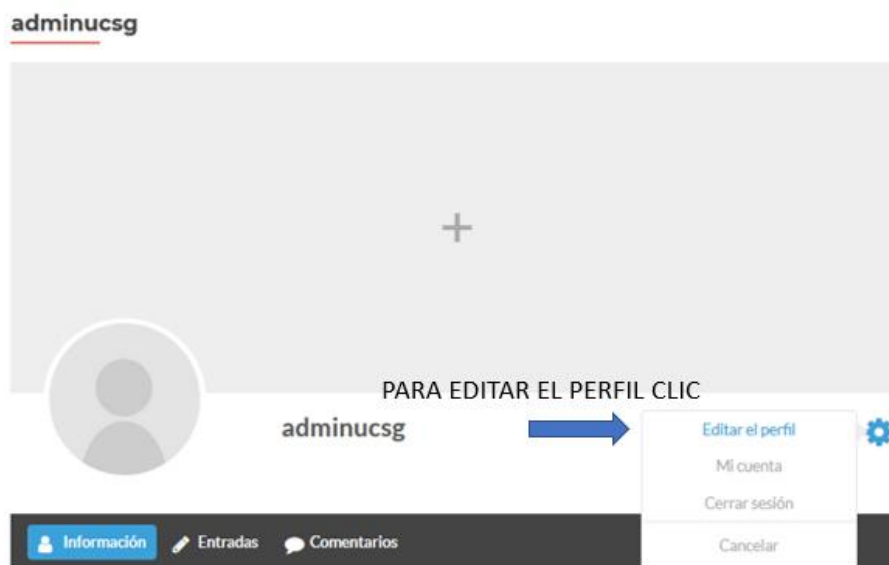 adminucsg
PARA EDITAR EL PERFIL CLIC
adminucsg
Editar el perfil
Mi cuenta
Cerrar sesión
Cancelar
Información Entradas Comentarios